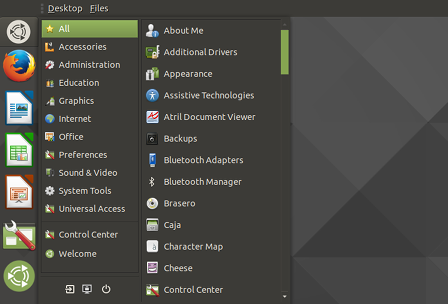 Desktop Files
All
Accessories
Administration
Education
Graphics
Internet
Office
Preferences
Sound & Video
System Tools
Universal Access
Control Center
Welcome
About Me
Additional Drivers
Appearance
Assistive Technologies
Atril Document Viewer
Backups
Bluetooth Adapters
Bluetooth Manager
Brasero
Caja
Character Map
Cheese
Control Center